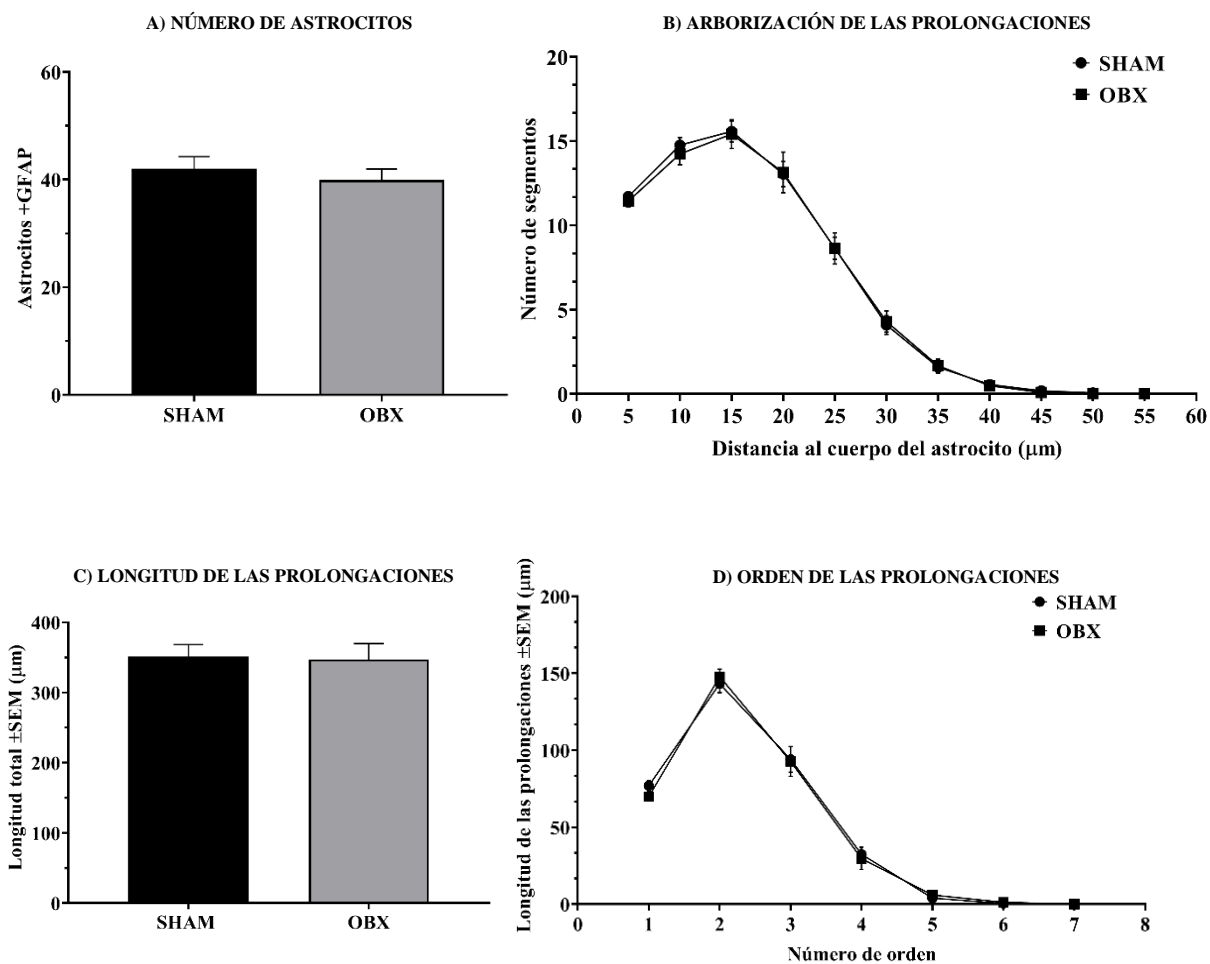 A) NÚMERO DE ASTROCITOS
Astrocitos +GFAP
60
40
20
0
SHAM
OBX
B) ARBORIZACIÓN DE LAS PROLONGACIONES
SHAM
OBX
Número de segmentos
20
15
10
5
0
0
5
10
15
20
25
30
35
40
45
50
55
60
Distancia al cuerpo del astrocito (µm)
C) LONGITUD DE LAS PROLONGACIONES
Longitud total ±SEM (µm)
400
300
200
100
0
SHAM
OBX
D) ORDEN DE LAS PROLONGACIONES
SHAM
OBX
Longitud de las prolongaciones ±SEM (µm)
200
150
100
50
0
0
1
2
3
4
5
6
7
8
Número de orden